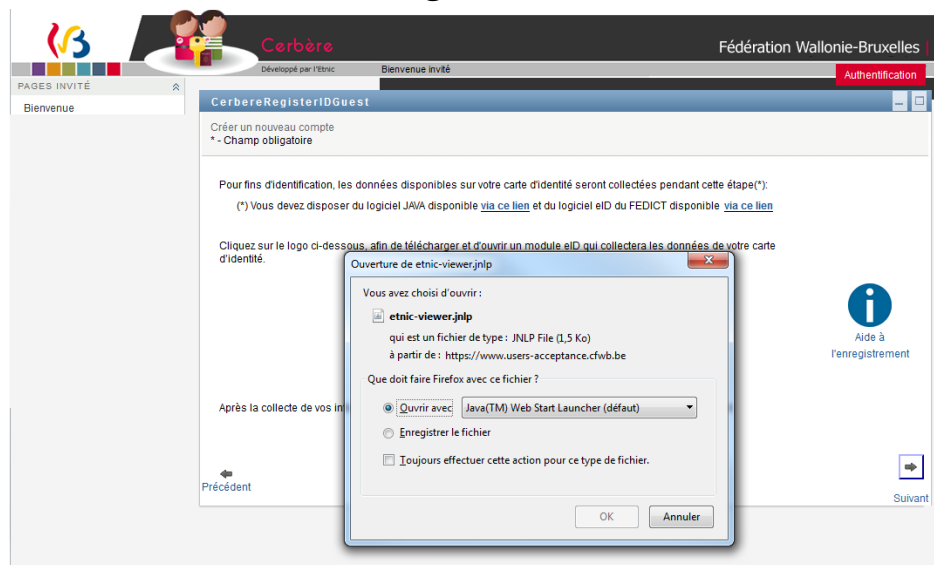 Cerbère
Fédération Wallonie-Bruxelles
Développé par l'Etnic
Bienvenue invité
Authentification
PAGES INVITÉ
Bienvenue
CerbereRegisterIDGuest
Créer un nouveau compte
* - Champ obligatoire
Pour fins d'identification, les données disponibles sur votre carte d'identité seront collectées pendant cette étape(*):
(*) Vous devez disposer du logiciel JAVA disponible via ce lien et du logiciel eID du FEDICT disponible via ce lien
Cliquez sur le logo ci-dessous, afin de télécharger et d'ouvrir un module eID qui collectera les données de votre carte
d'identité.
Ouverture de etnic-viewer.jnlp
Vous avez choisi d'ouvrir :
etnic-viewer.jnlp
qui est un fichier de type : JNLP File (1,5 Ko)
à partir de : https://www.users-acceptance.cfwb.be
Que doit faire Firefox avec ce fichier ?
Ouvrir avec Java(TM) Web Start Launcher (défaut)
Enregistrer le fichier
Toujours effectuer cette action pour ce type de fichier.
OK
Annuler
Aide à
l'enregistrement
Après la collecte de vos in
Précédent
Suivant